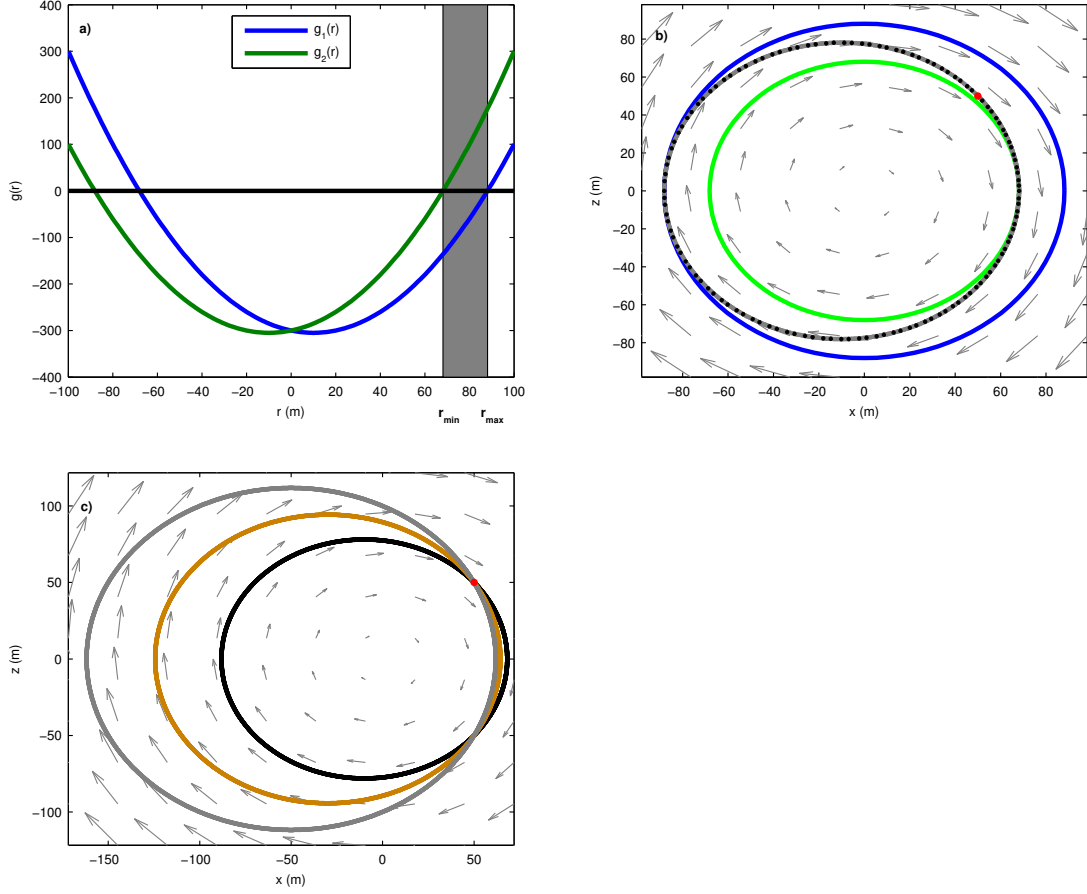 a)
g₁(r)
g₂(r)
400
300
200
100
0
−100
−200
−300
−400
g(r)
−100 −80 −60 −40 −20 0 20 40 60 80 100
r (m)
r_min r_max
b)
80
60
40
20
0
−20
−40
−60
−80
z (m)
−80 −60 −40 −20 0 20 40 60 80
x (m)
c)
100
50
0
−50
−100
z (m)
−150 −100 −50 0 50
x (m)